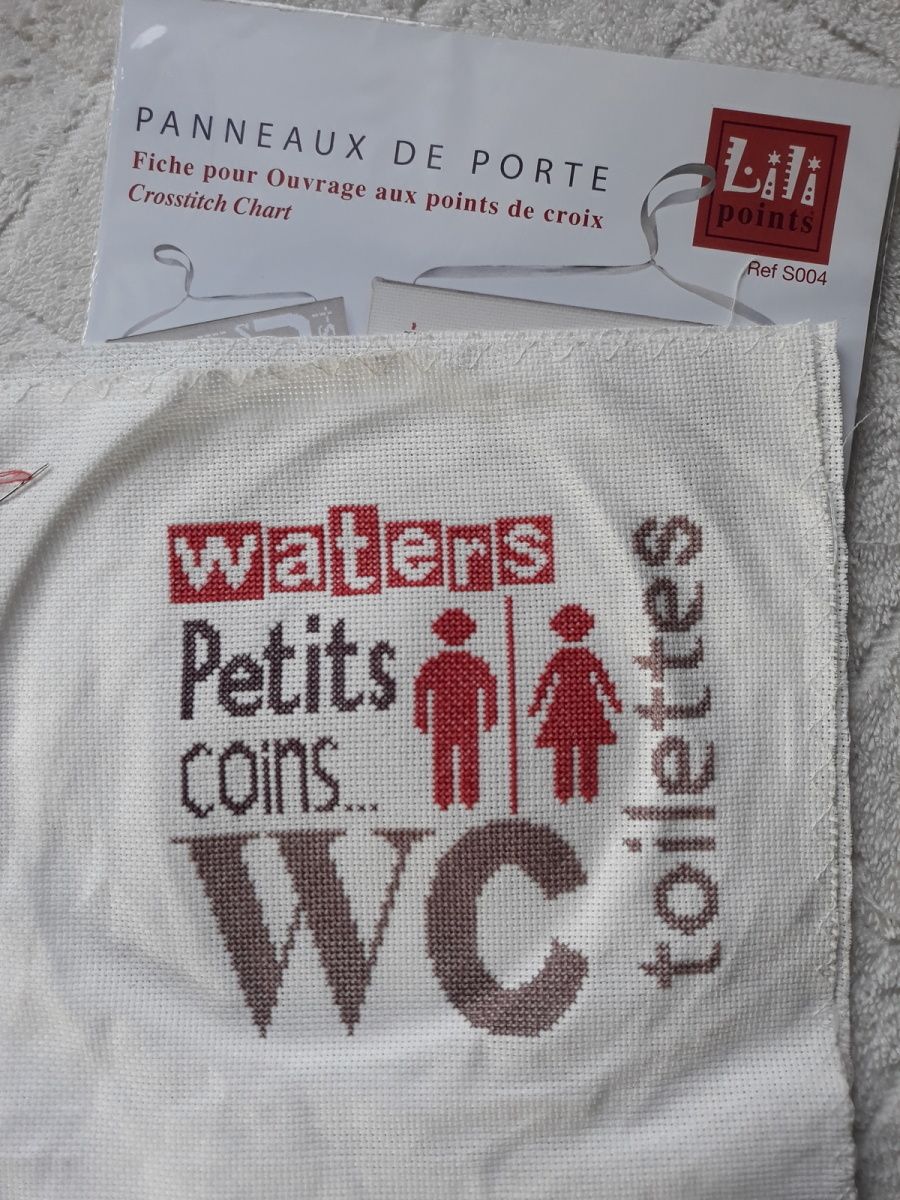 PANNEAUX DE PORTE
Fiche pour Ouvrage aux points de croix
Crosstitch Chart
Lili
points
Ref S004
waters
Petits
coins...
WC
toilettes